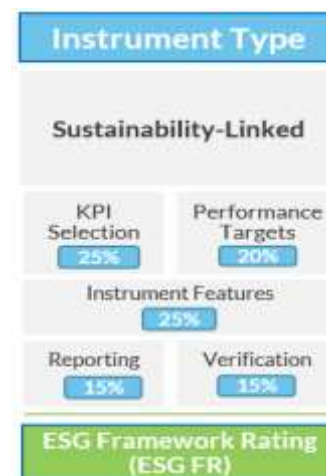 Instrument Type
Sustainability-Linked
KPI Selection
25%
Performance Targets
20%
Instrument Features
25%
Reporting
15%
Verification
15%
ESG Framework Rating
(ESG FR)